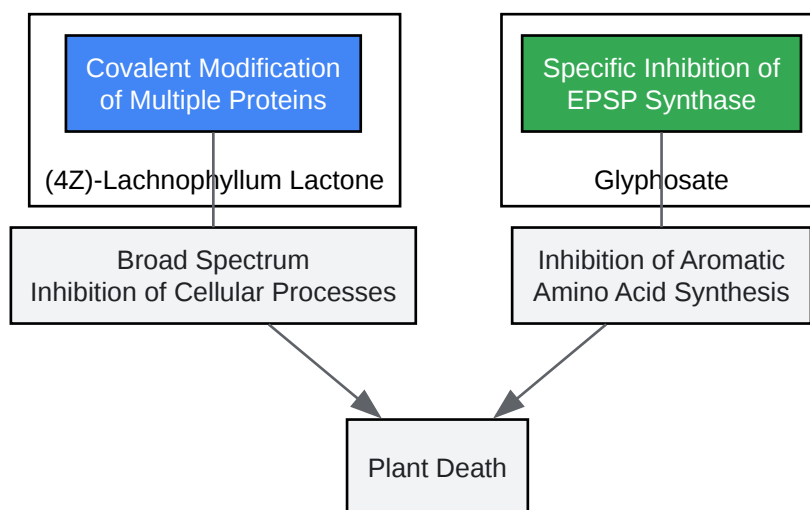 Covalent Modification
of Multiple Proteins
(4Z)-Lachnophyllum Lactone
Specific Inhibition of
EPSP Synthase
Glyphosate
Broad Spectrum
Inhibition of Cellular Processes
Inhibition of Aromatic
Amino Acid Synthesis
Plant Death